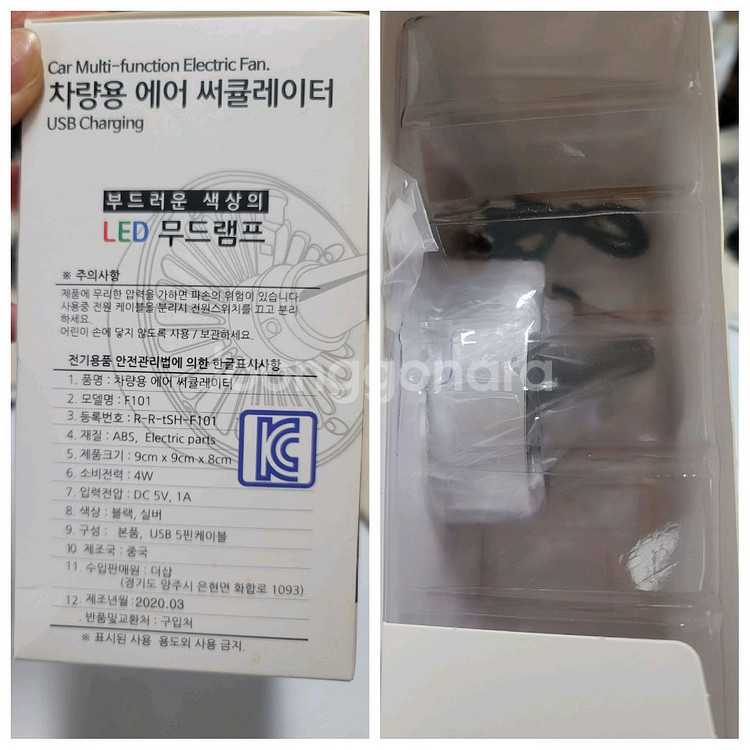 Car Multi-function Electric Fan.
차량용 에어 써큘레이터
USB Charging
부드러운 색상의
LED 무드램프
※ 주의사항
제품에 무리한 압력을 가하면 파손의 위험이 있습니다.
사용중 전원 케이블을 분리시 전원스위치를 끄고 분리
하세요.
어린이 손에 닿지 않도록 사용 / 보관하세요.
전기용품 안전관리법에 의한 한글표시사항
1. 품명 : 차량용 에어 써큘레이터
2. 모델명 : F101
3. 등록번호 : R-R-tSH-F101
4. 재질 : ABS, Electric parts
5. 제품크기 : 9cm x 9cm x 8cm
6. 소비전력 : 4W
7. 입력전압 : DC 5V, 1A
8. 색상 : 블랙, 실버
9. 구성 : 본품, USB 5핀케이블
10 제조국 : 중국
11. 수입판매원 : 더샵
(경기도 양주시 은현면 화합로 1093)
12. 제조년월 : 2020.03
. 반품및교환처 : 구입처
※ 표시된 사용 용도외 사용 금지.
KC
joonggonara